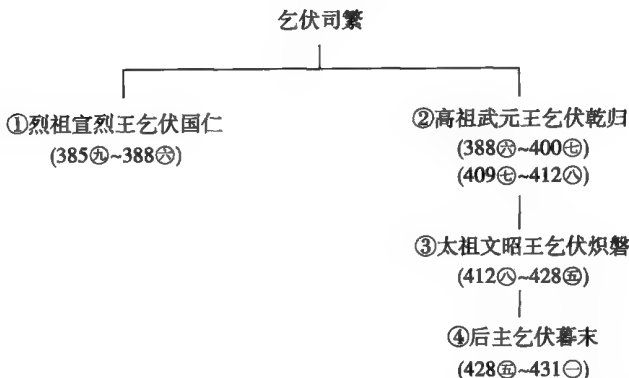 乞伏司繁
①烈祖宣烈王乞伏国仁
(385㊈~388㊅)
②高祖武元王乞伏乾归
(388㊅~400㊆)
(409㊆~412㊇)
③太祖文昭王乞伏炽磐
(412㊇~428㊄)
④后主乞伏暮末
(428㊄~431㊀)